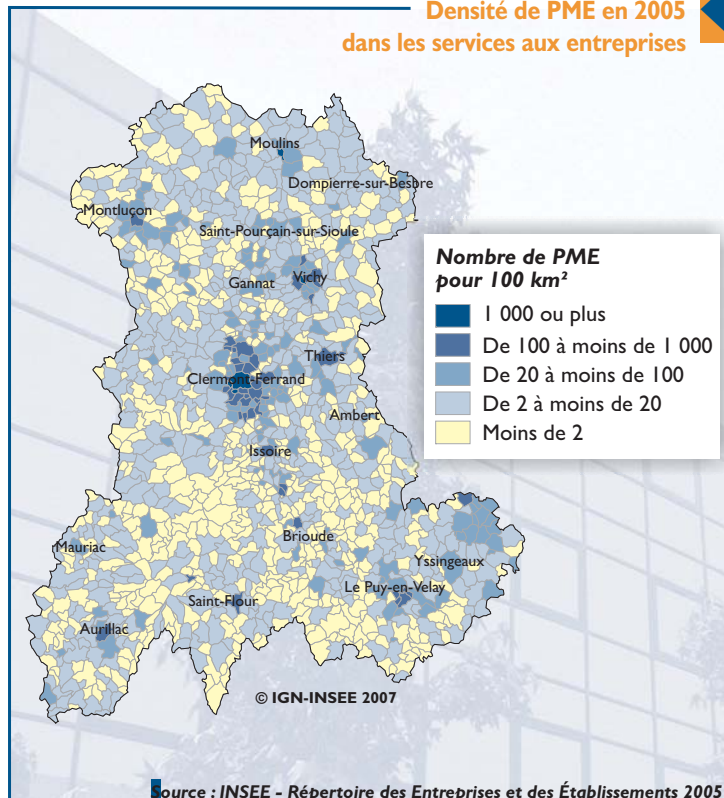 Densité de PME en 2005
dans les services aux entreprises
Moulins
Dompierre-sur-Besbre
Montluçon
Saint-Pourçain-sur-Sioule
Gannat
Vichy
Thiers
Clermont-Ferrand
Ambert
Issoire
Brioude
Mauriac
Yssingeaux
Le Puy-en-Velay
Saint-Flour
Aurillac
Nombre de PME
pour 100 km²
1 000 ou plus
De 100 à moins de 1 000
De 20 à moins de 100
De 2 à moins de 20
Moins de 2
© IGN-INSEE 2007
Source : INSEE - Répertoire des Entreprises et des Établissements 2005